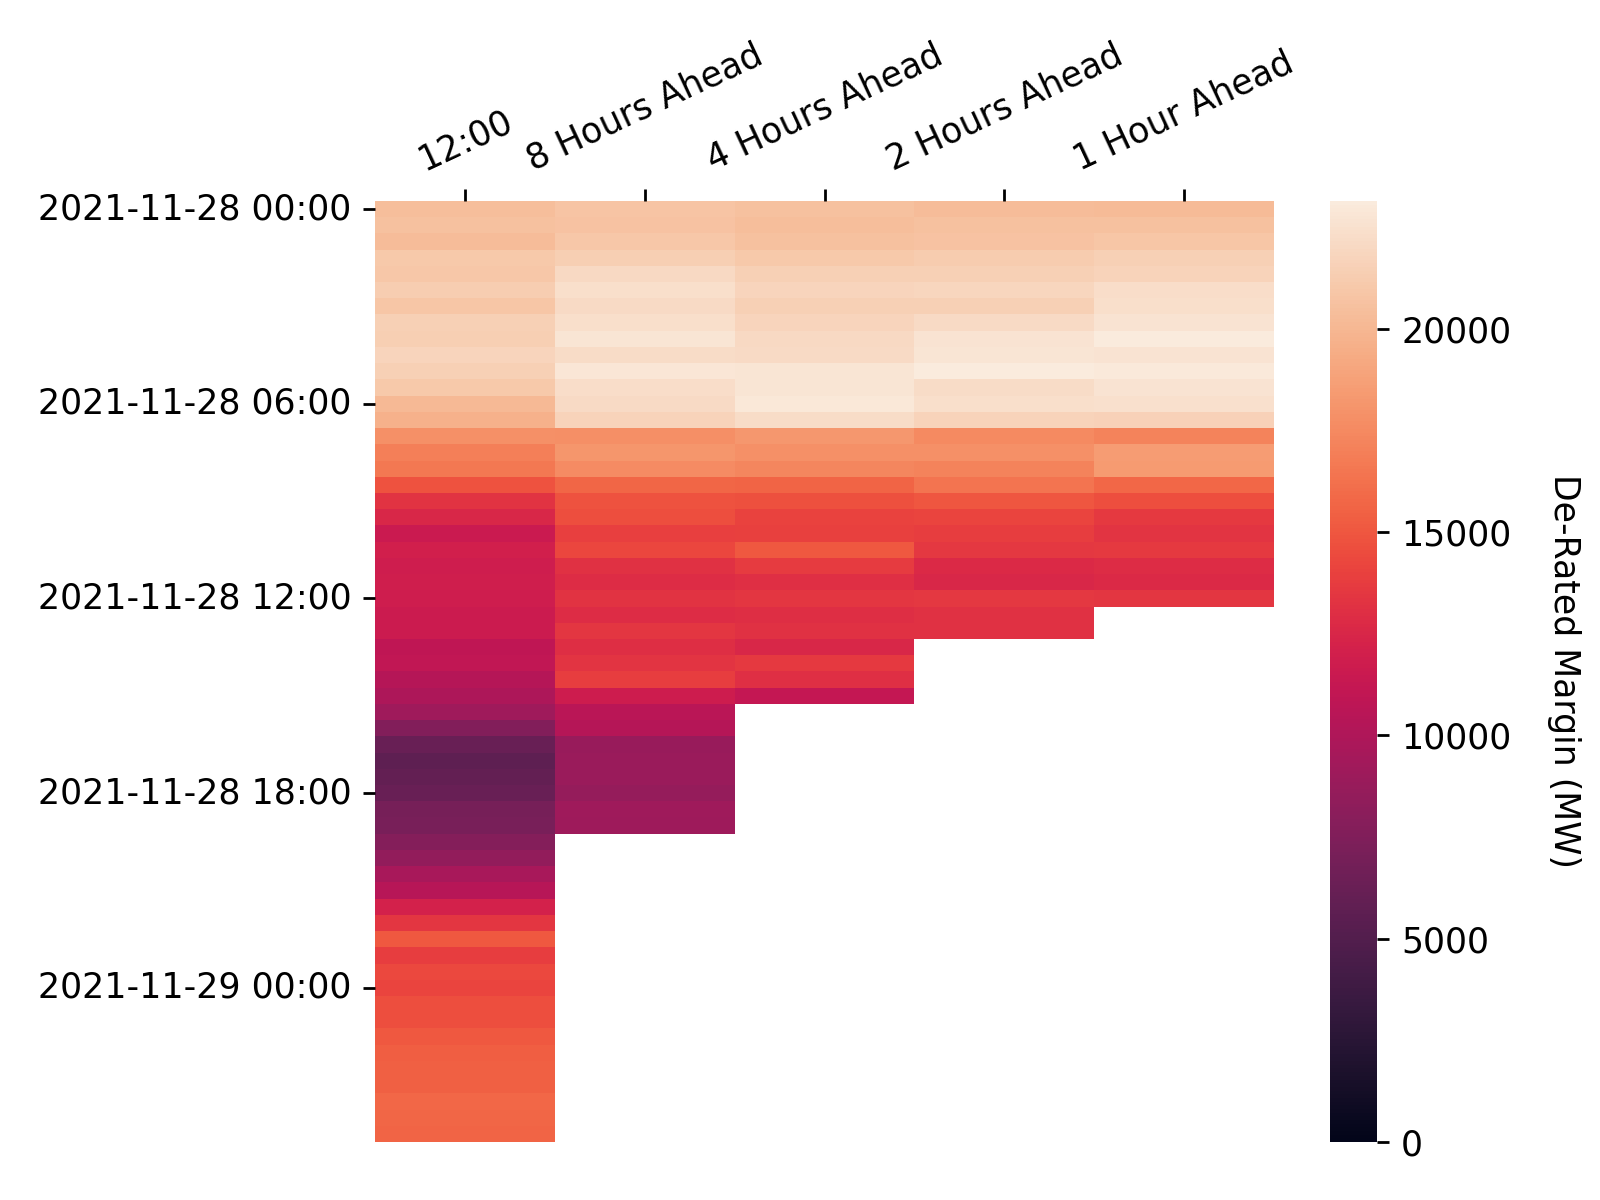 12:00
8 Hours Ahead
4 Hours Ahead
2 Hours Ahead
1 Hour Ahead
2021-11-28 00:00
2021-11-28 06:00
2021-11-28 12:00
2021-11-28 18:00
2021-11-29 00:00
20000
15000
10000
5000
0
De-Rated Margin (MW)